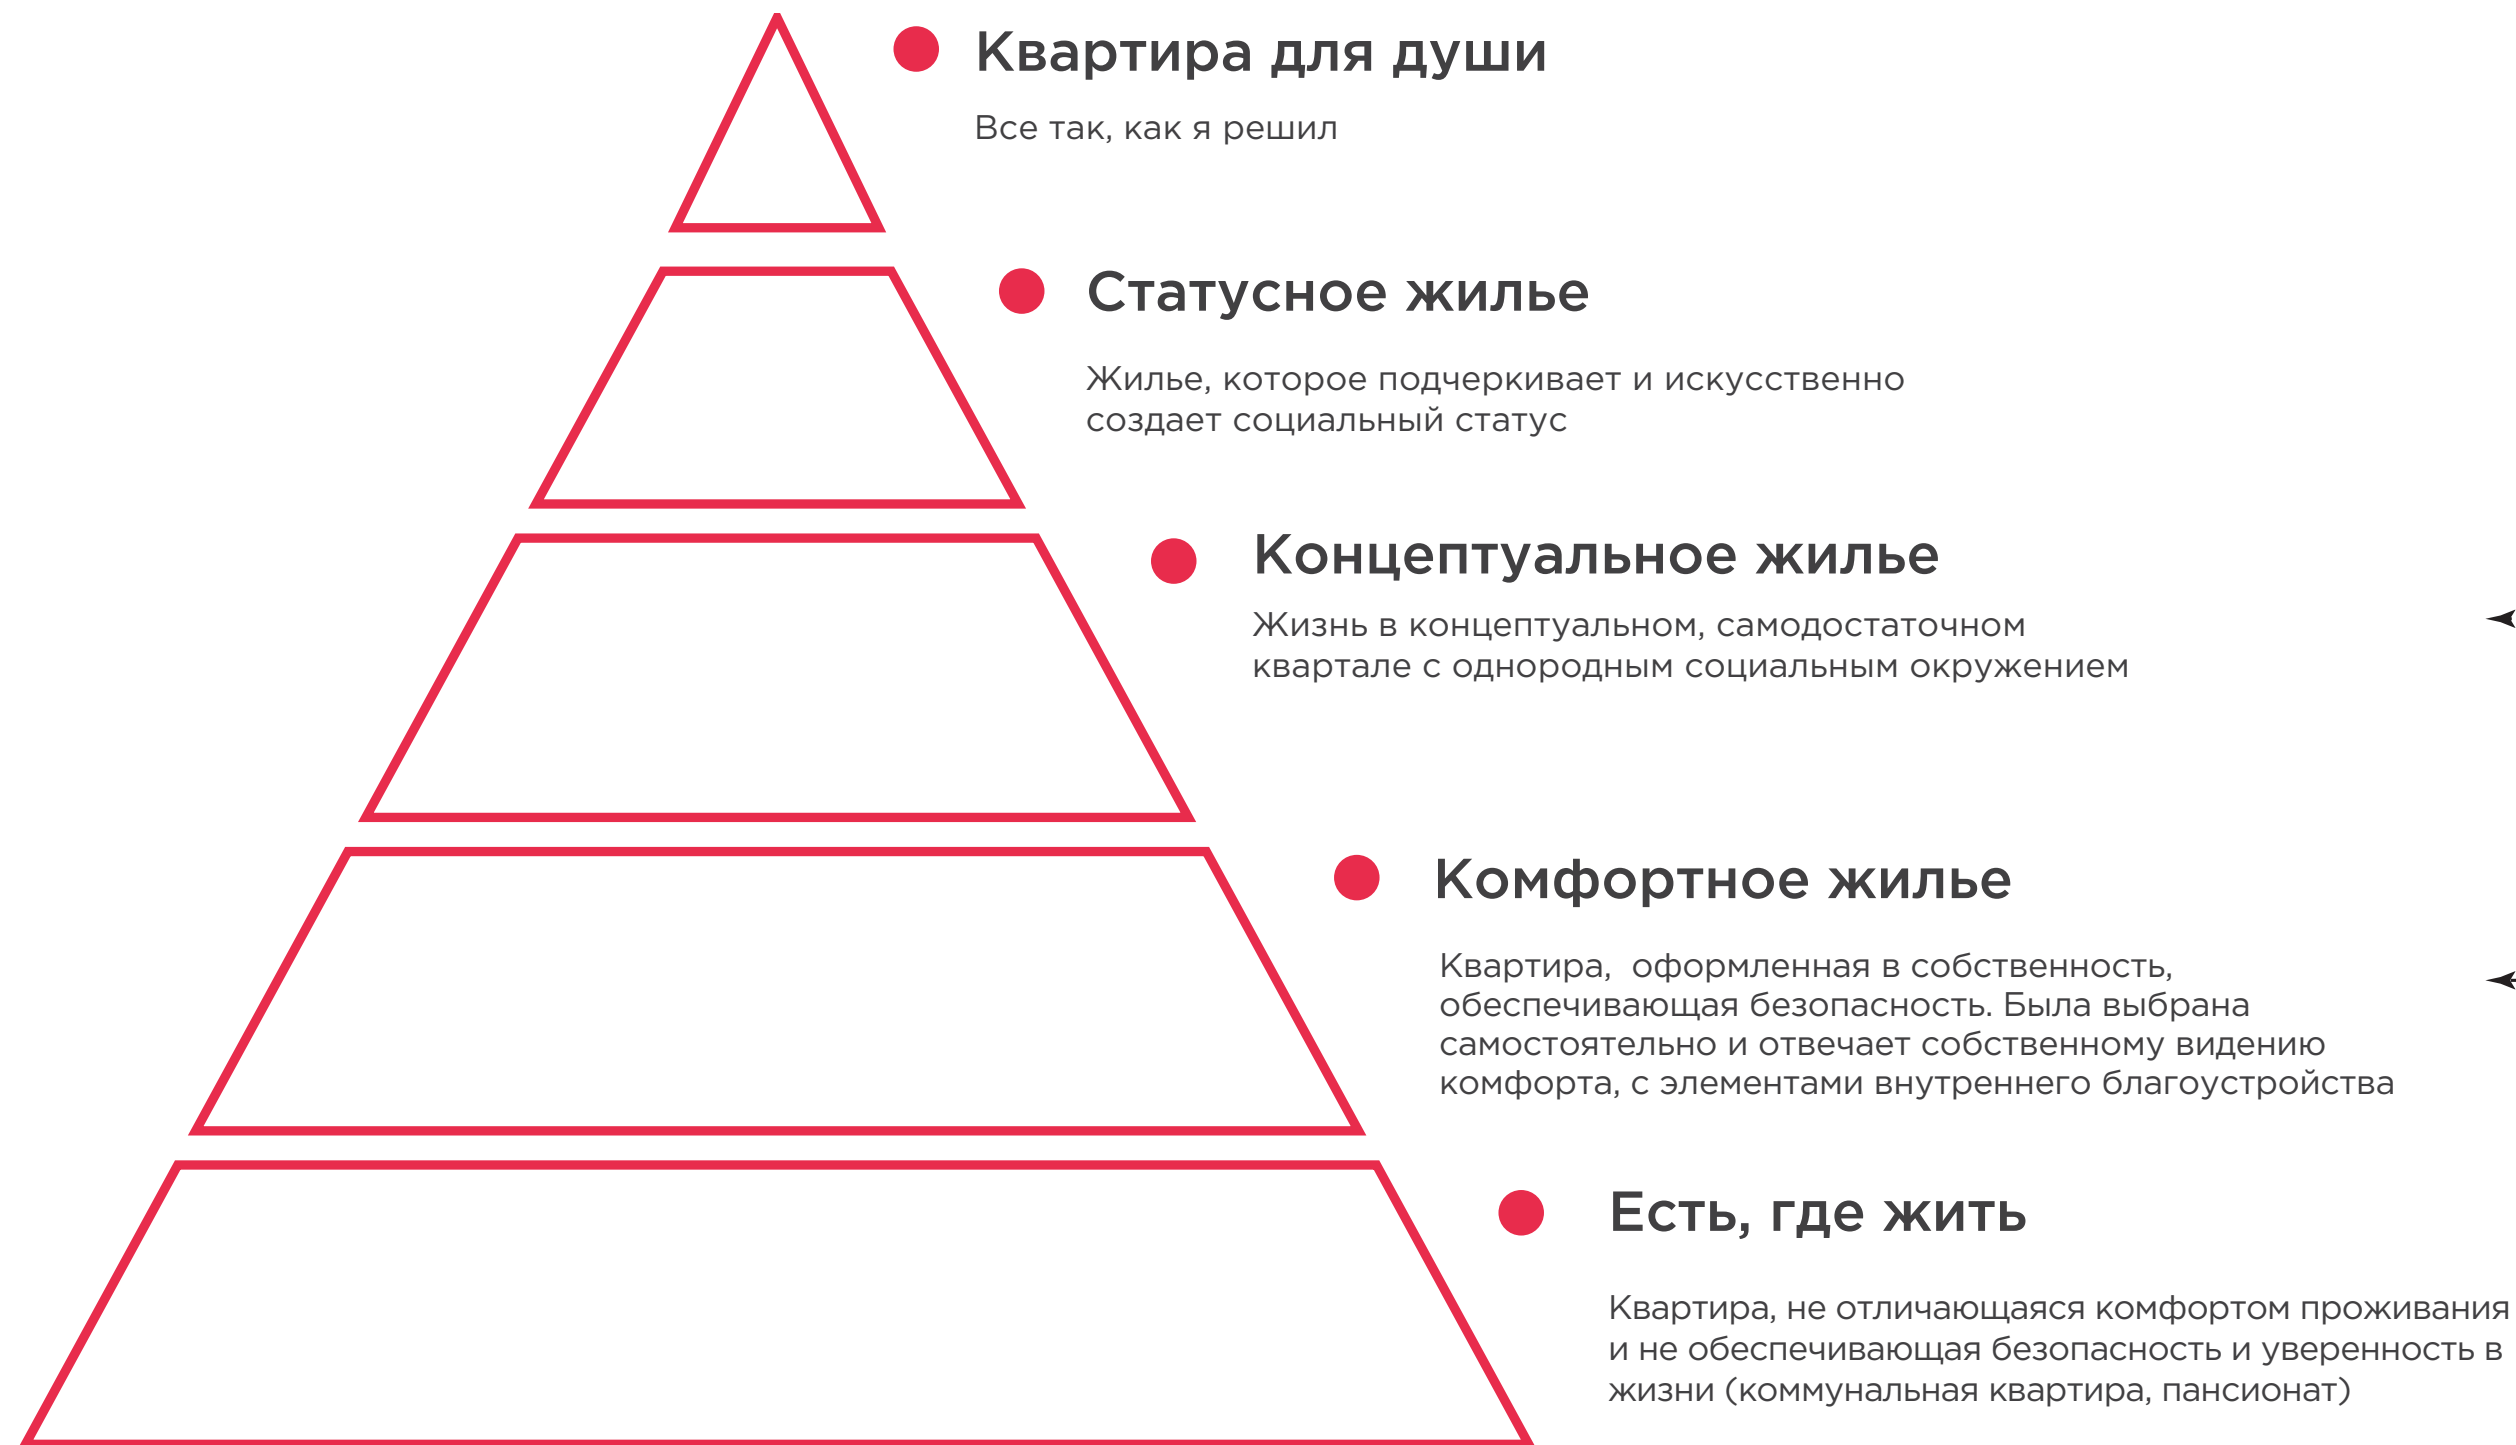 Квартира для души
Все так, как я решил
Статусное жилье
Жилье, которое подчеркивает и искусственно
создает социальный статус
Концептуальное жилье
Жизнь в концептуальном, самодостаточном
квартале с однородным социальным окружением
Комфортное жилье
Квартира, оформленная в собственность,
обеспечивающая безопасность. Была выбрана
самостоятельно и отвечает собственному видению
комфорта, с элементами внутреннего благоустройства
Есть, где жить
Квартира, не отличающаяся комфортом проживания
и не обеспечивающая безопасность и уверенность в
жизни (коммунальная квартира, пансионат)